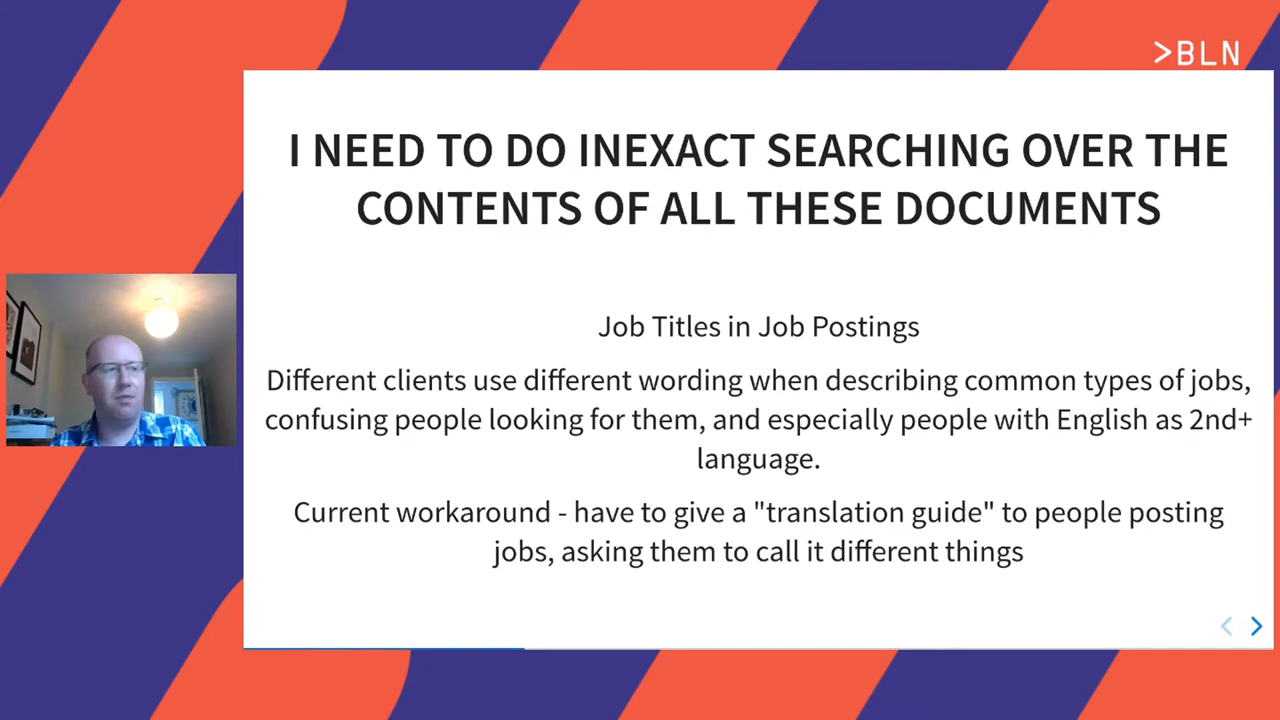 >BLN
I NEED TO DO INEXACT SEARCHING OVER THE
CONTENTS OF ALL THESE DOCUMENTS
Job Titles in Job Postings
Different clients use different wording when describing common types of jobs,
confusing people looking for them, and especially people with English as 2nd+
language.
Current workaround - have to give a "translation guide" to people posting
jobs, asking them to call it different things